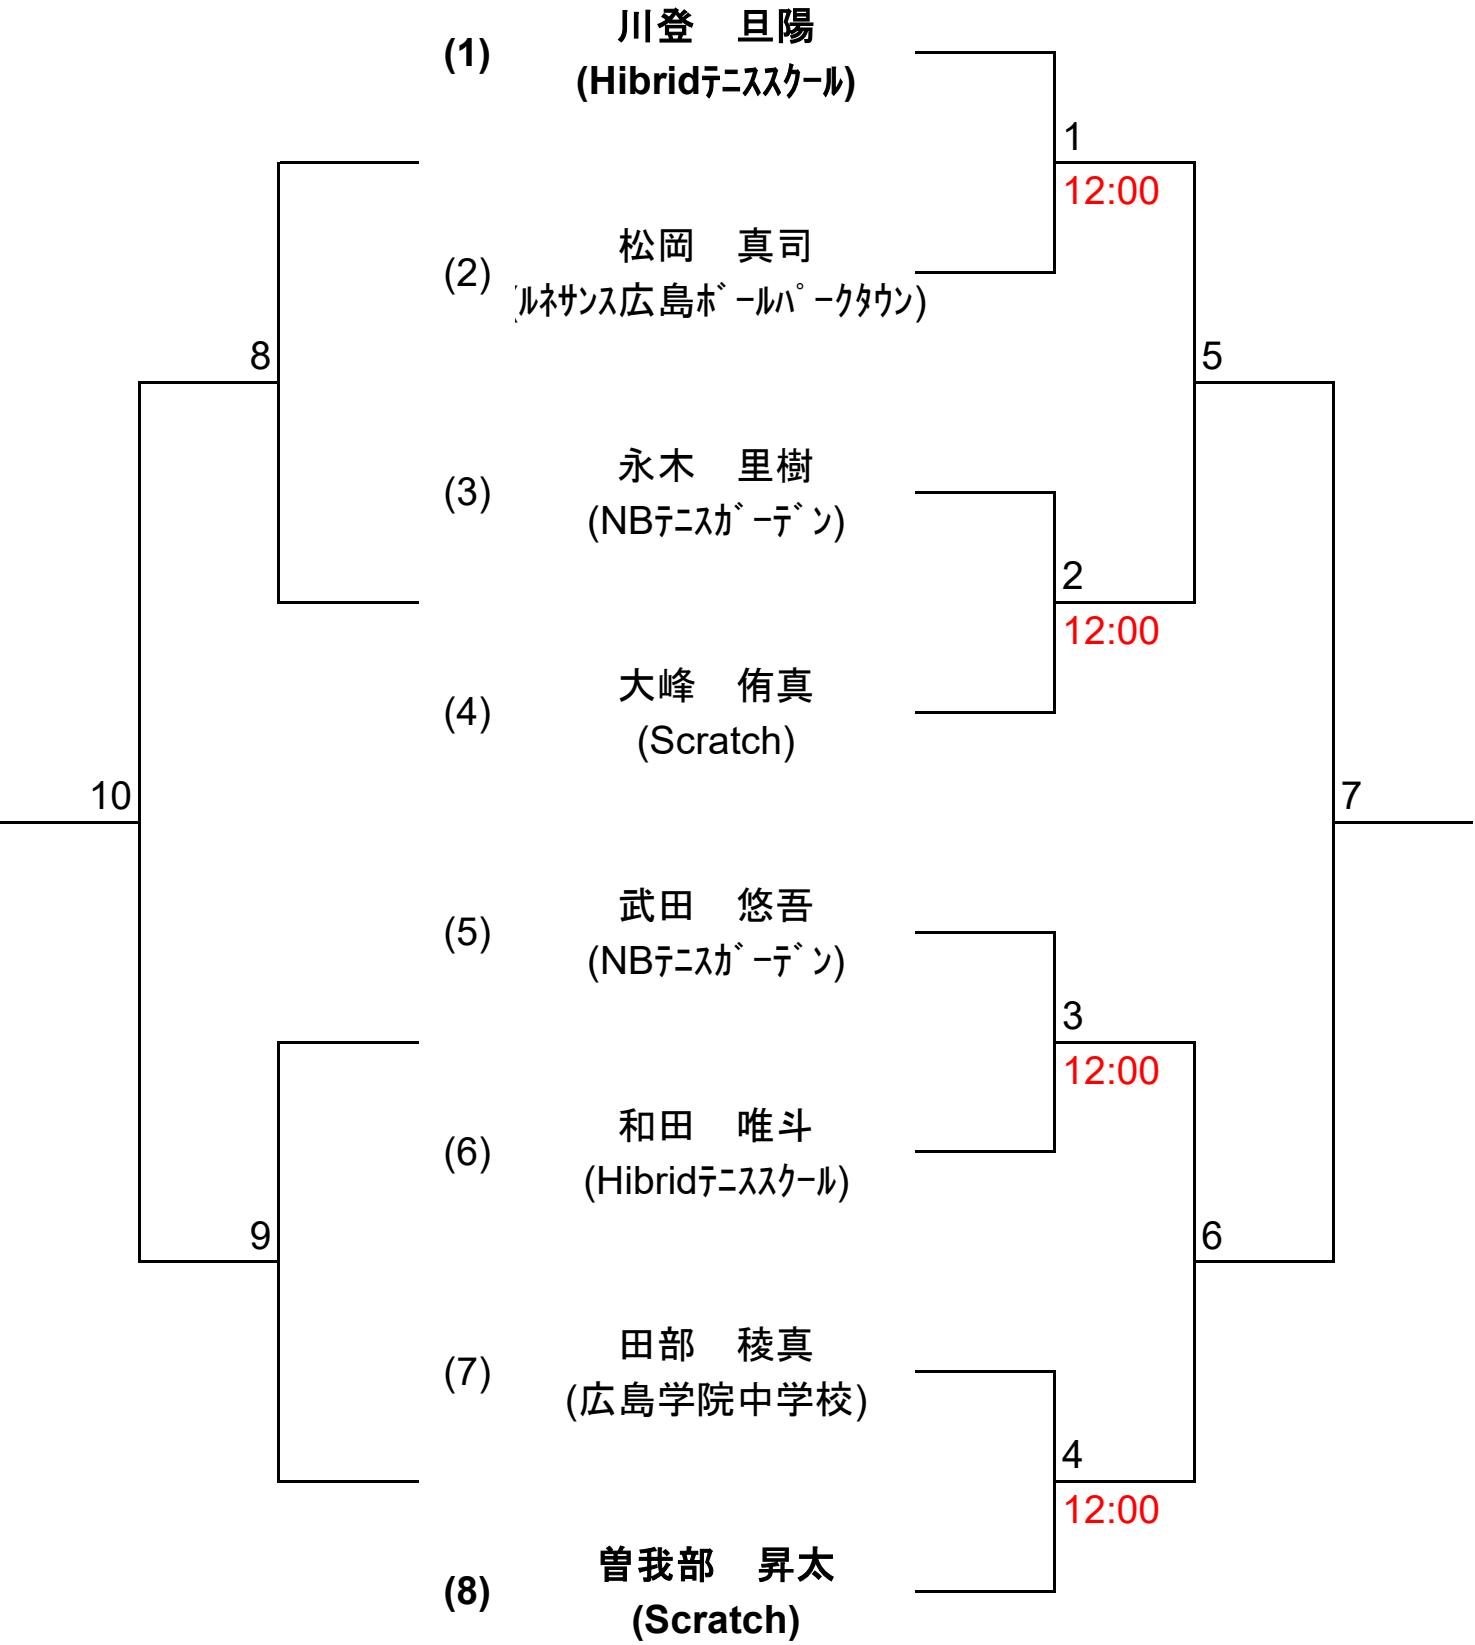 川登　旦陽
(1)
(Hibridﾃﾆｽスクール)
1
12:00
松岡　真司
(2)
(ﾙﾈｻﾝｽ広島ﾎﾞｰﾙﾊﾟｰｸﾀｳﾝ)
8
5
永木　里樹
(3)
(NBﾃﾆｽｶﾞｰﾃﾞﾝ)
2
12:00
大峰　侑真
(4)
(Scratch)
10
7
武田　悠吾
(5)
(NBﾃﾆｽｶﾞｰﾃﾞﾝ)
3
12:00
和田　唯斗
(6)
(Hibridﾃﾆｽｽｸｰﾙ)
9
6
田部　稜真
(7)
(広島学院中学校)
4
12:00
曽我部　昇太
(8)
(Scratch)